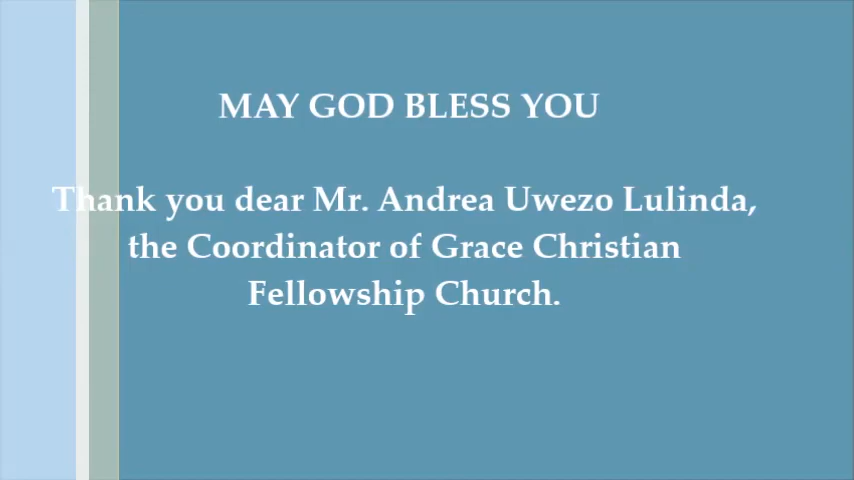 MAY GOD BLESS YOU
Thank you dear Mr. Andrea Uwezo Lulinda,
the Coordinator of Grace Christian
Fellowship Church.